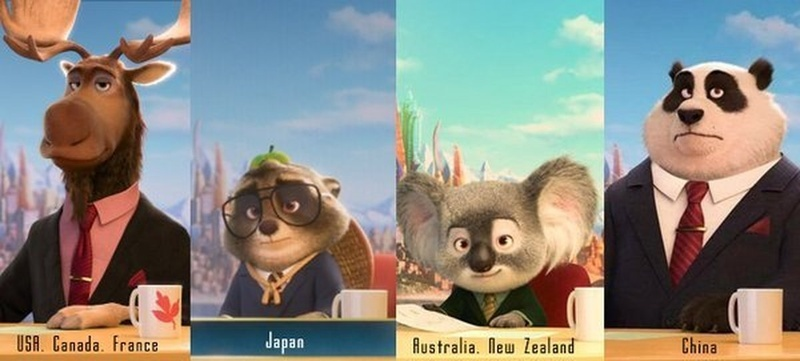 USA, Canada, France
Japan
Australia, New Zealand
China